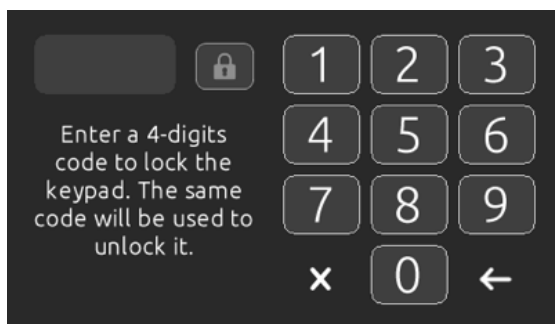 1 2 3
Enter a 4-digits
code to lock the
keypad. The same
code will be used to
unlock it.
4 5 6
7 8 9
0